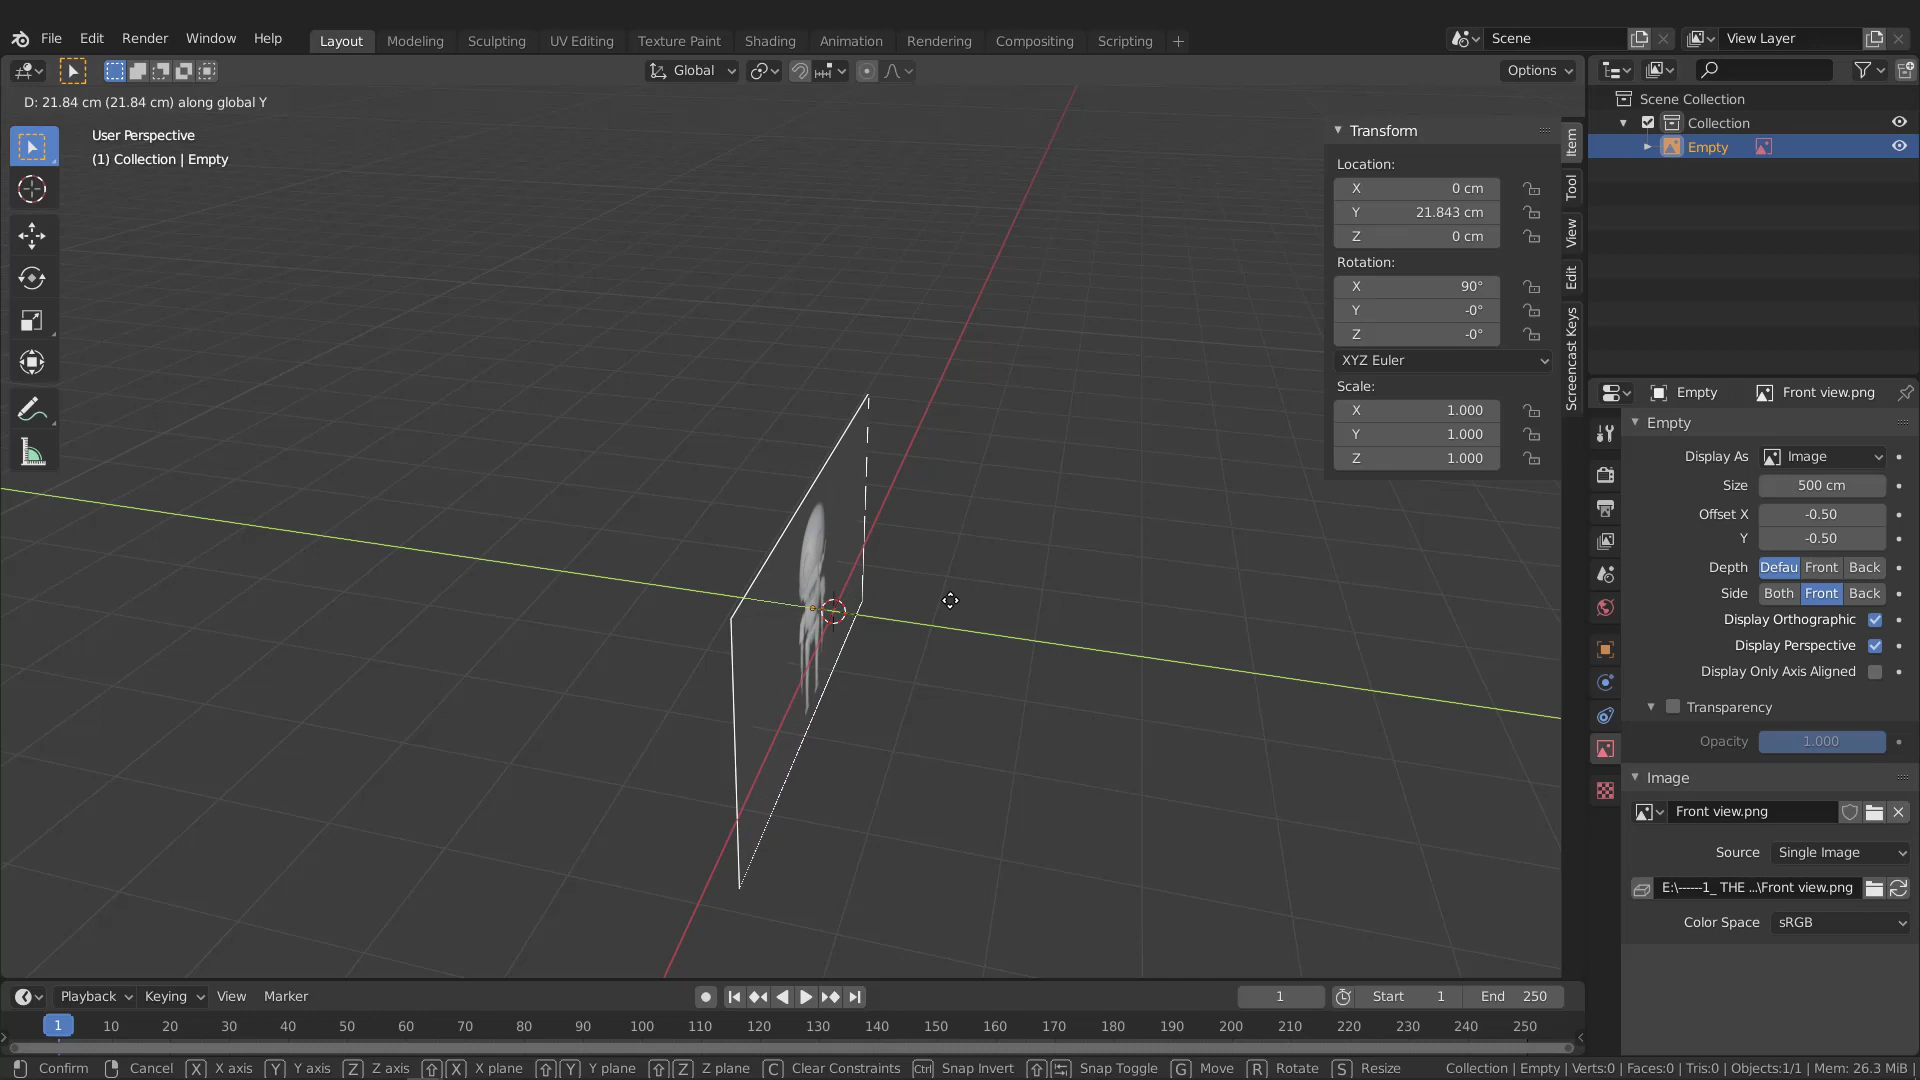 File Edit Render Window Help
Layout Modeling Sculpting UV Editing Texture Paint Shading Animation Rendering Compositing Scripting +
Scene
View Layer
Global
Options
D: 21.84 cm (21.84 cm) along global Y
User Perspective
(1) Collection | Empty
Transform
Location:
X 0 cm
Y 21.843 cm
Z 0 cm
Rotation:
X 90°
Y -0°
Z -0°
XYZ Euler
Scale:
X 1.000
Y 1.000
Z 1.000
Item
Tool
View
Edit
Screencast Keys
Scene Collection
Collection
Empty
Empty Front view.png
Empty
Display As Image
Size 500 cm
Offset X -0.50
Y -0.50
Depth Defau Front Back
Side Both Front Back
Display Orthographic
Display Perspective
Display Only Axis Aligned
Transparency
Opacity 1.000
Image
Front view.png
Source Single Image
E:\------1_ THE ...\Front view.png
Color Space sRGB
Playback Keying View Marker
1 Start 1 End 250
1 10 20 30 40 50 60 70 80 90 100 110 120 130 140 150 160 170 180 190 200 210 220 230 240 250
Confirm Cancel X X axis Y Y axis Z Z axis X X plane Y Y plane Z Z plane C Clear Constraints Ctrl Snap Invert Snap Toggle G Move R Rotate S Resize Collection | Empty | Verts:0 | Faces:0 | Tris:0 | Objects:1/1 | Mem: 26.3 MiB |